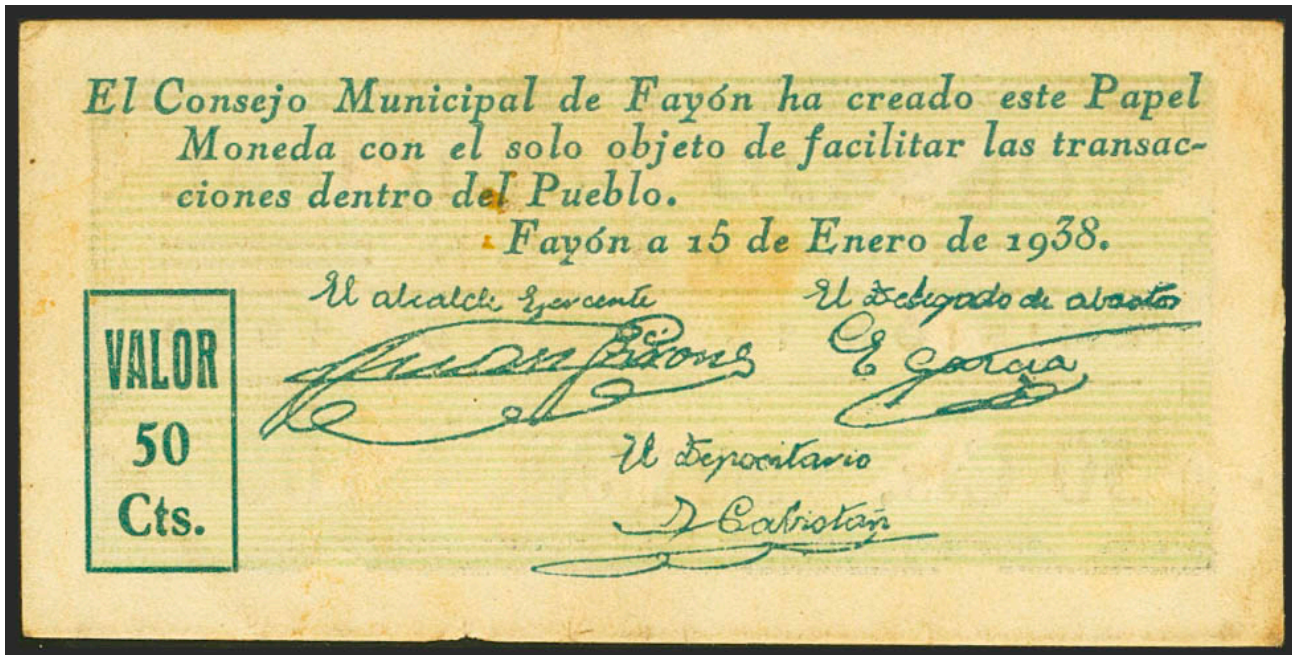 El Consejo Municipal de Fayón ha creado este Papel
Moneda con el solo objeto de facilitar las transac-
ciones dentro del Pueblo.
Fayón a 15 de Enero de 1938.
El alcalde Ejerciente
El Delegado de abastos
VALOR
50
Cts.
Juan
E Garcia
El Depositario